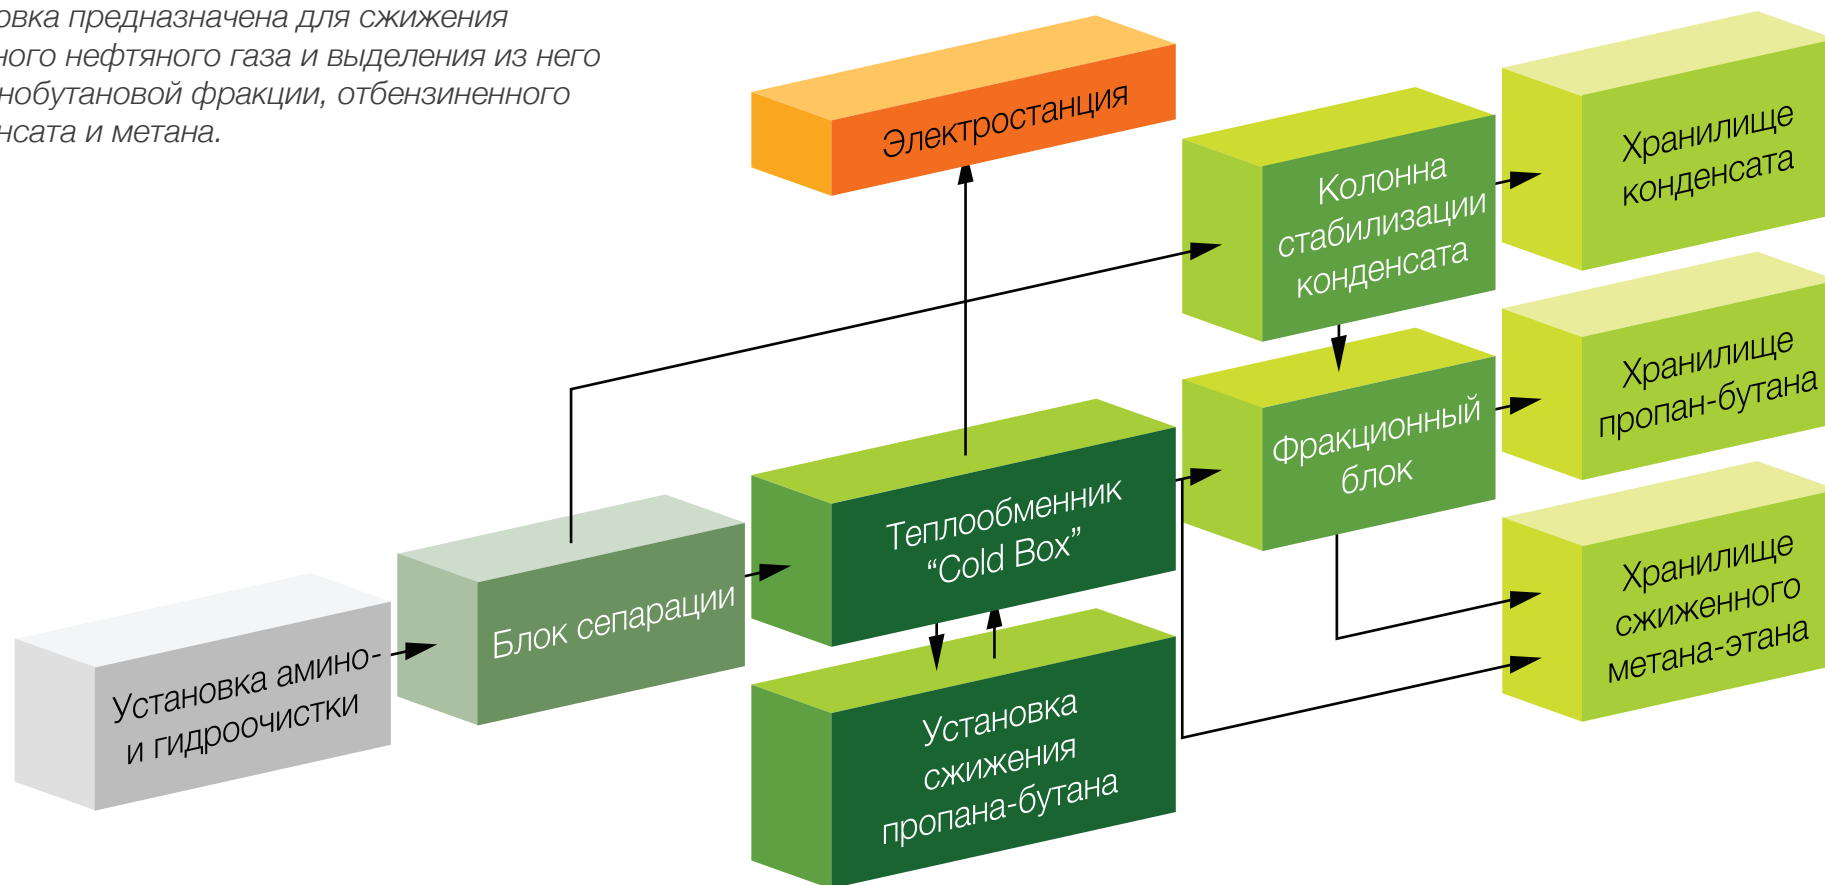 овка предназначена для сжижения
ного нефтяного газа и выделения из него
нобутановой фракции, отбензиненного
нсата и метана.
Электростанция
Колонна
стабилизации
конденсата
Хранилище
конденсата
Фракционный
блок
Хранилище
пропан-бутана
Теплообменник
“Cold Box”
Хранилище
сжиженного
метана-этана
Блок сепарации
Установка амино-
и гидроочистки
Установка
сжижения
пропана-бутана